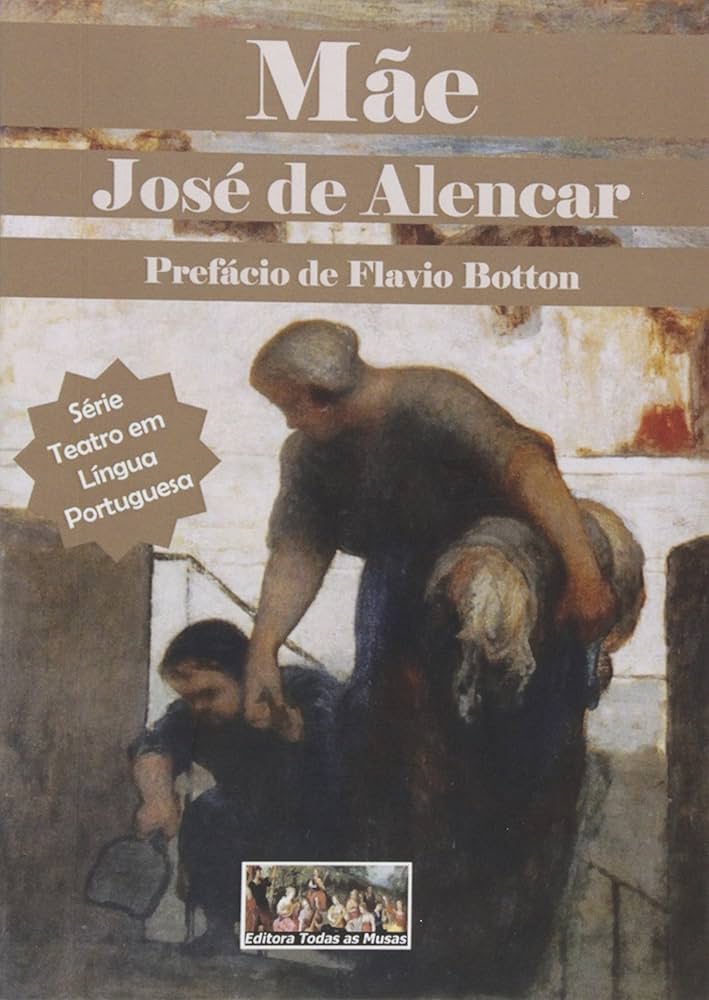 Mãe
José de Alencar
Prefácio de Flavio Botton
Série
Teatro em
Língua
Portuguesa
Editora Todas as Musas